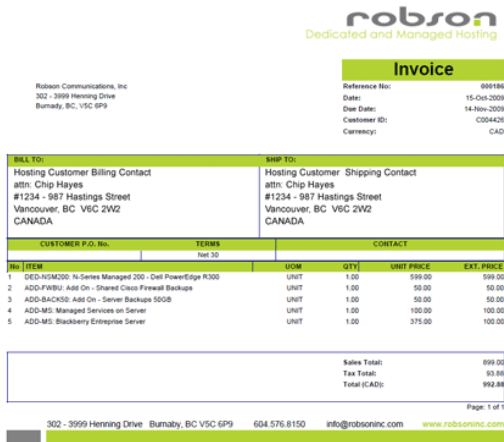 robson
Dedicated and Managed Hosting
Invoice
Robson Communications, Inc
302 - 3999 Henning Drive
Burnady, BC, V5C 6P9
Reference No: 000186
Date: 15-Oct-2009
Due Date: 14-Nov-2009
Customer ID: C004426
Currency: CAD
BILL TO: SHIP TO:
Hosting Customer Billing Contact
attn: Chip Hayes
#1234 - 987 Hastings Street
Vancouver, BC V6C 2W2
CANADA
Hosting Customer Shipping Contact
attn: Chip Hayes
#1234 - 987 Hastings Street
Vancouver, BC V6C 2W2
CANADA
CUSTOMER P.O. No. TERMS CONTACT
Net 30
No ITEM UOM QTY UNIT PRICE EXT. PRICE
1 DED-NSM200: N-Series Managed 200 - Dell PowerEdge R300 UNIT 1.00 599.00 599.00
2 ADD-FWBU: Add On - Shared Cisco Firewall Backups UNIT 1.00 50.00 50.00
3 ADD-BACK50: Add On - Server Backups 50GB UNIT 1.00 50.00 50.00
4 ADD-MS: Managed Services on Server UNIT 1.00 100.00 100.00
5 ADD-MS: Blackberry Entreprise Server UNIT 1.00 375.00 100.00
Sales Total: 899.00
Tax Total: 93.88
Total (CAD): 992.88
Page: 1 of 1
302 - 3999 Henning Drive Burnaby, BC V5C 6P9 604.576.8150 info@robsoninc.com www.robsoninc.com